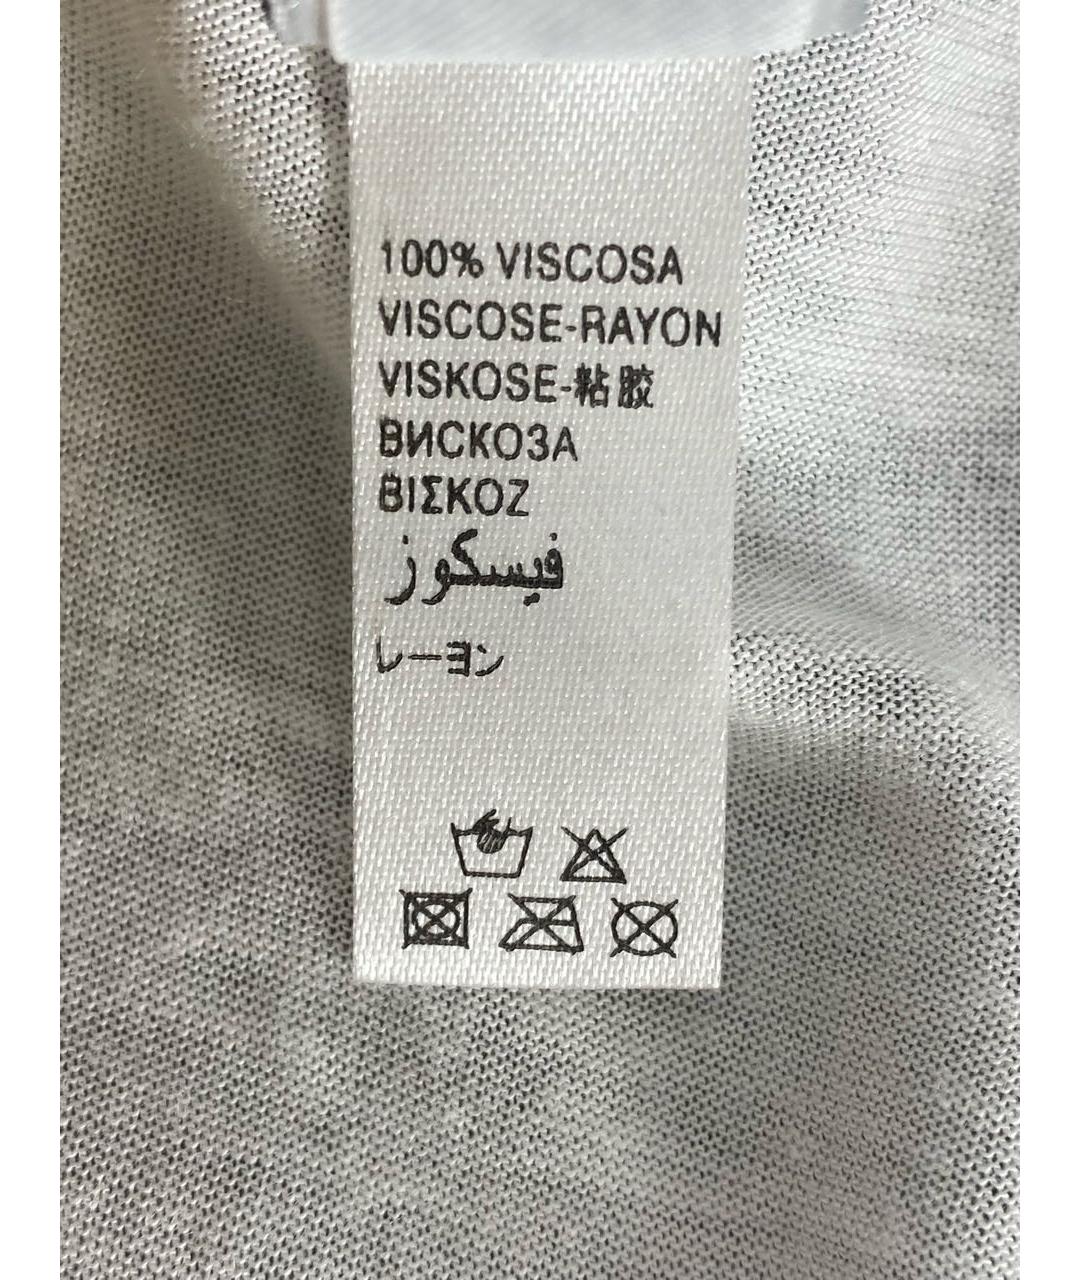 100% VISCOSA
VISCOSE-RAYON
VISKOSE-粘胶
ВИСКОЗА
ΒΙΣΚΟΖ
فيسكوز
レーヨン